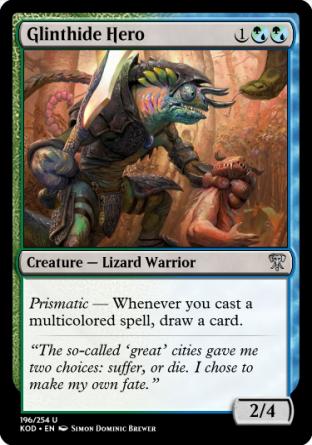 Glinthide Hero 1
Creature — Lizard Warrior
Prismatic — Whenever you cast a
multicolored spell, draw a card.
“The so-called ‘great’ cities gave me
two choices: suffer, or die. I chose to
make my own fate.”
2/4
196/254 U
KOD • EN Simon Dominic Brewer